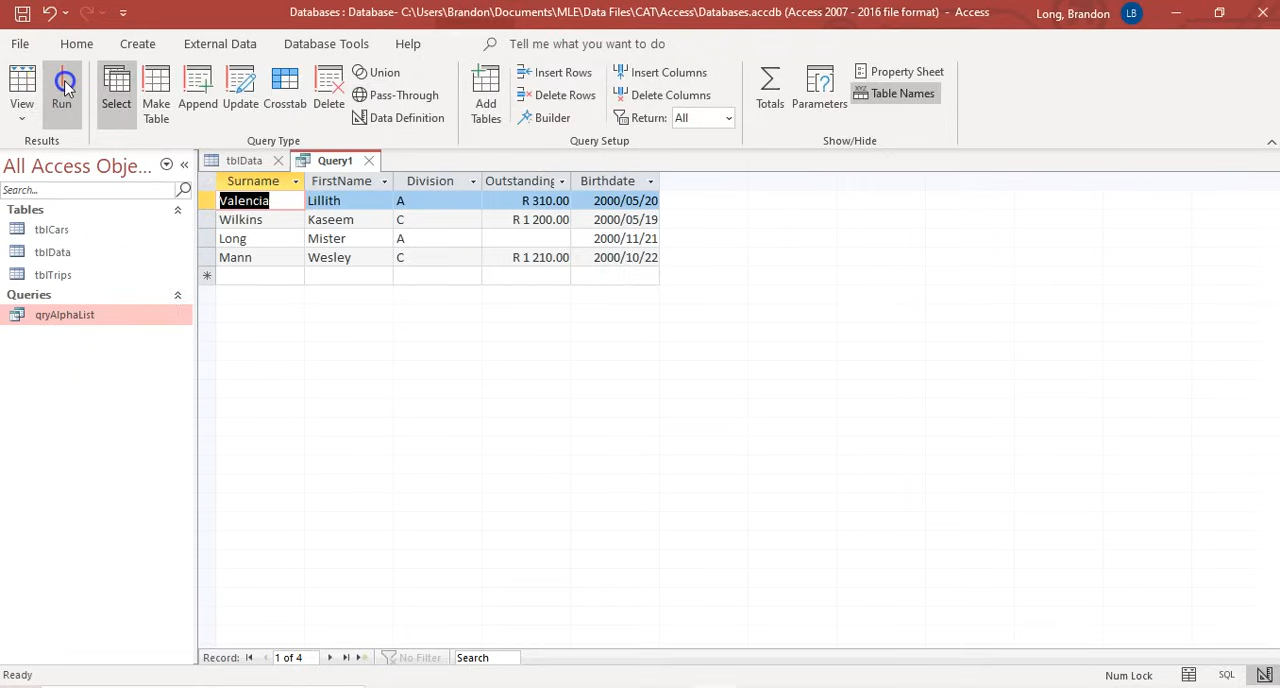 Databases : Database- C:\Users\Brandon\Documents\MLE\Data Files\CAT\Access\Databases.accdb (Access 2007 - 2016 file format) - Access
Long, Brandon LB
File Home Create External Data Database Tools Help Tell me what you want to do
View
Run
Results
Select
Make Table
Append
Update
Crosstab
Delete
Union
Pass-Through
Data Definition
Query Type
Add Tables
Insert Rows
Delete Rows
Builder
Insert Columns
Delete Columns
Return: All
Query Setup
Totals
Parameters
Property Sheet
Table Names
Show/Hide
All Access Obje...
Search...
Tables
tblCars
tblData
tblTrips
Queries
qryAlphaList
tblData Query1
Surname FirstName Division Outstanding Birthdate
Valencia Lillith A R 310.00 2000/05/20
Wilkins Kaseem C R 1 200.00 2000/05/19
Long Mister A 2000/11/21
Mann Wesley C R 1 210.00 2000/10/22
Record: 1 of 4 No Filter Search
Ready Num Lock SQL